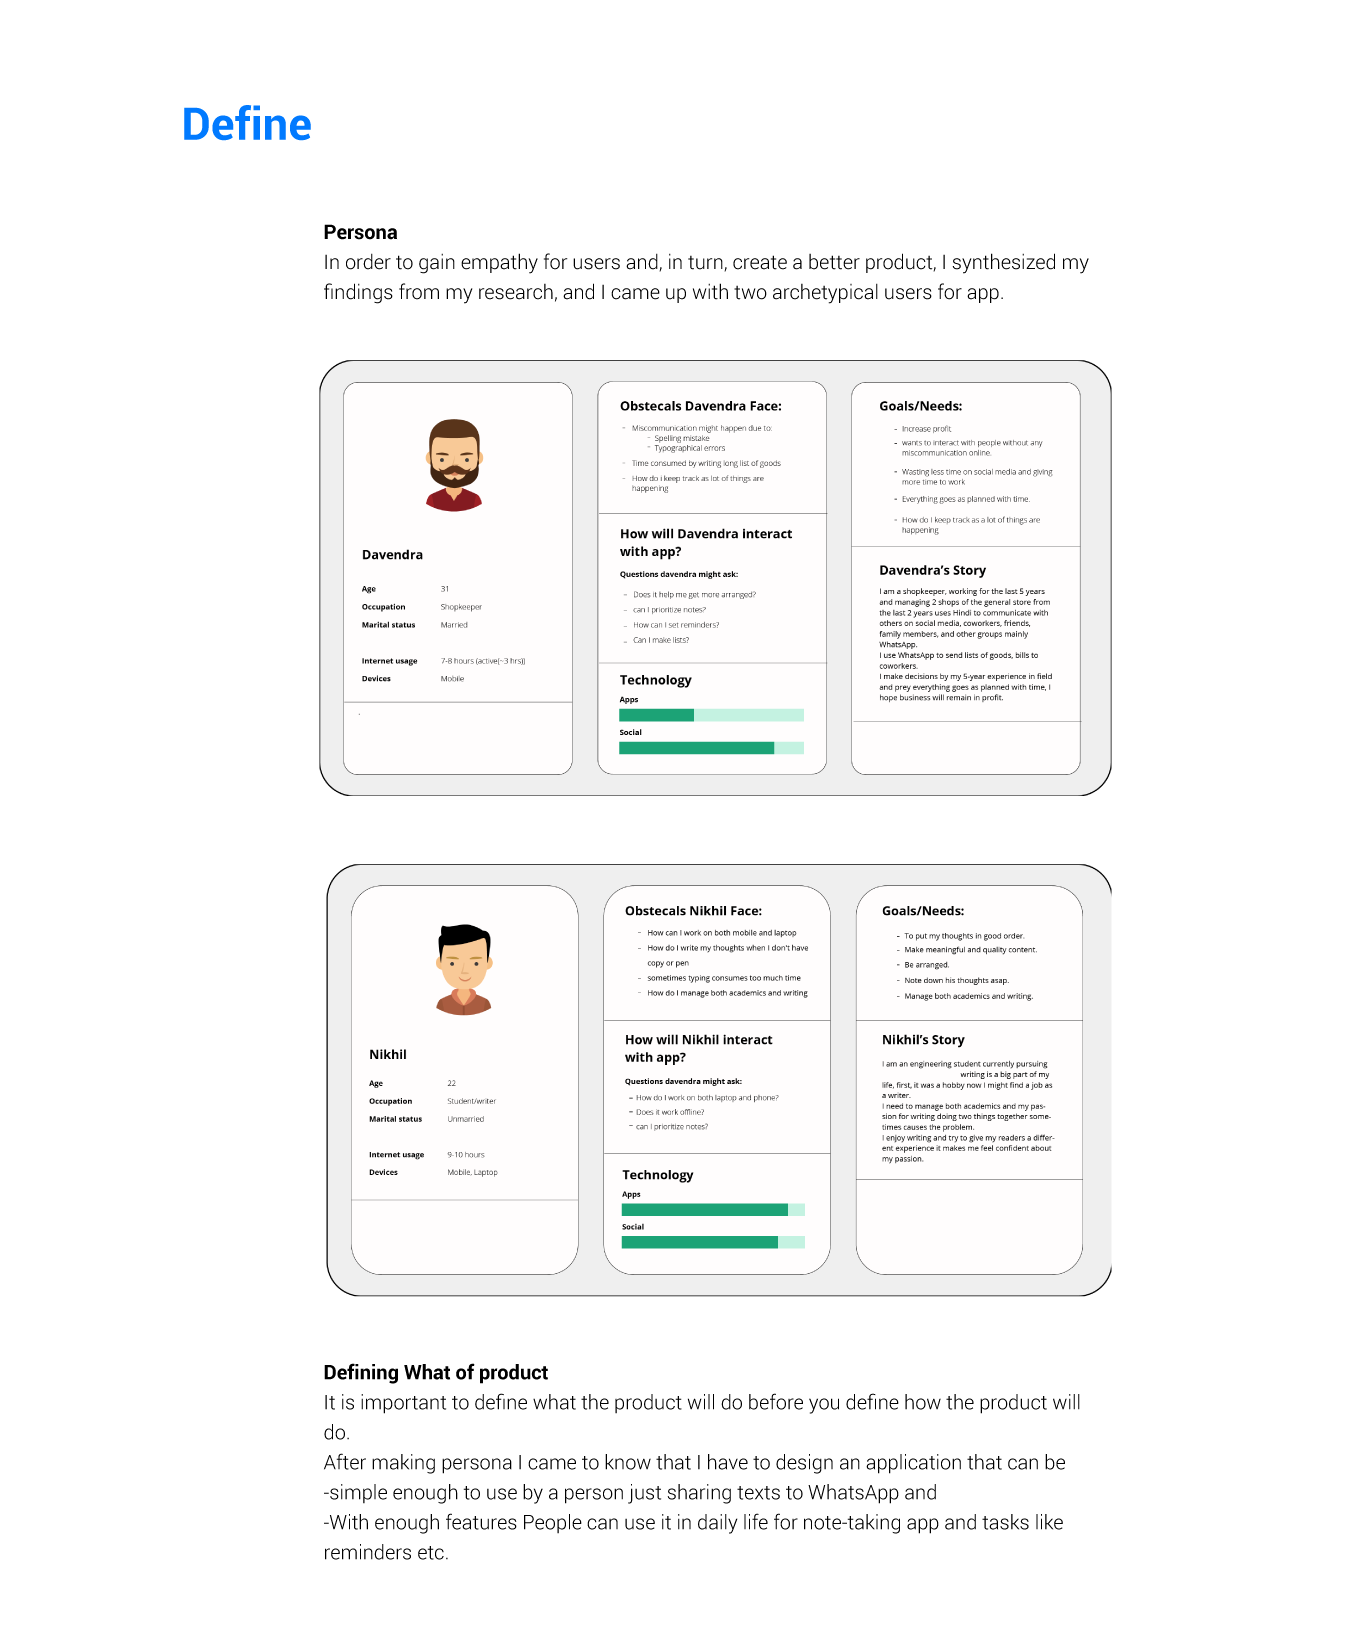 Define
Persona
In order to gain empathy for users and, in turn, create a better product, I synthesized my
findings from my research, and I came up with two archetypical users for app.
Davendra
Age 31
Occupation Shopkeeper
Marital status Married
Internet usage 7-8 hours (active(~3 hrs))
Devices Mobile
Obstecals Davendra Face:
- Miscommunication might happen due to:
- Spelling mistake
- Typographical errors
- Time consumed by writing long list of goods
- How do i keep track as lot of things are
happening
How will Davendra interact
with app?
Questions davendra might ask:
- Does it help me get more arranged?
- can I prioritize notes?
- How can I set reminders?
- Can I make lists?
Technology
Apps
Social
Goals/Needs:
- Increase profit
- wants to interact with people without any
miscommunication online.
- Wasting less time on social media and giving
more time to work
- Everything goes as planned with time.
- How do I keep track as a lot of things are
happening
Davendra's Story
I am a shopkeeper, working for the last 5 years
and managing 2 shops of the general store from
the last 2 years uses Hindi to communicate with
others on social media, coworkers, friends,
family members, and other groups mainly
WhatsApp.
I use WhatsApp to send lists of goods, bills to
coworkers.
I make decisions by my 5-year experience in field
and prey everything goes as planned with time, I
hope business will remain in profit.
Nikhil
Age 22
Occupation Student/writer
Marital status Unmarried
Internet usage 9-10 hours
Devices Mobile, Laptop
Obstecals Nikhil Face:
- How can I work on both mobile and laptop
- How do I write my thoughts when I don't have
copy or pen
- sometimes typing consumes too much time
- How do I manage both academics and writing
How will Nikhil interact
with app?
Questions davendra might ask:
- How do I work on both laptop and phone?
- Does it work offline?
- can I prioritize notes?
Technology
Apps
Social
Goals/Needs:
- To put my thoughts in good order.
- Make meaningful and quality content.
- Be arranged.
- Note down his thoughts asap.
- Manage both academics and writing.
Nikhil's Story
I am an engineering student currently pursuing
writing is a big part of my
life, first, it was a hobby now I might find a job as
a writer.
I need to manage both academics and my pas-
sion for writing doing two things together some-
times causes the problem.
I enjoy writing and try to give my readers a differ-
ent experience it makes me feel confident about
my passion.
Defining What of product
It is important to define what the product will do before you define how the product will
do.
After making persona I came to know that I have to design an application that can be
-simple enough to use by a person just sharing texts to WhatsApp and
-With enough features People can use it in daily life for note-taking app and tasks like
reminders etc.